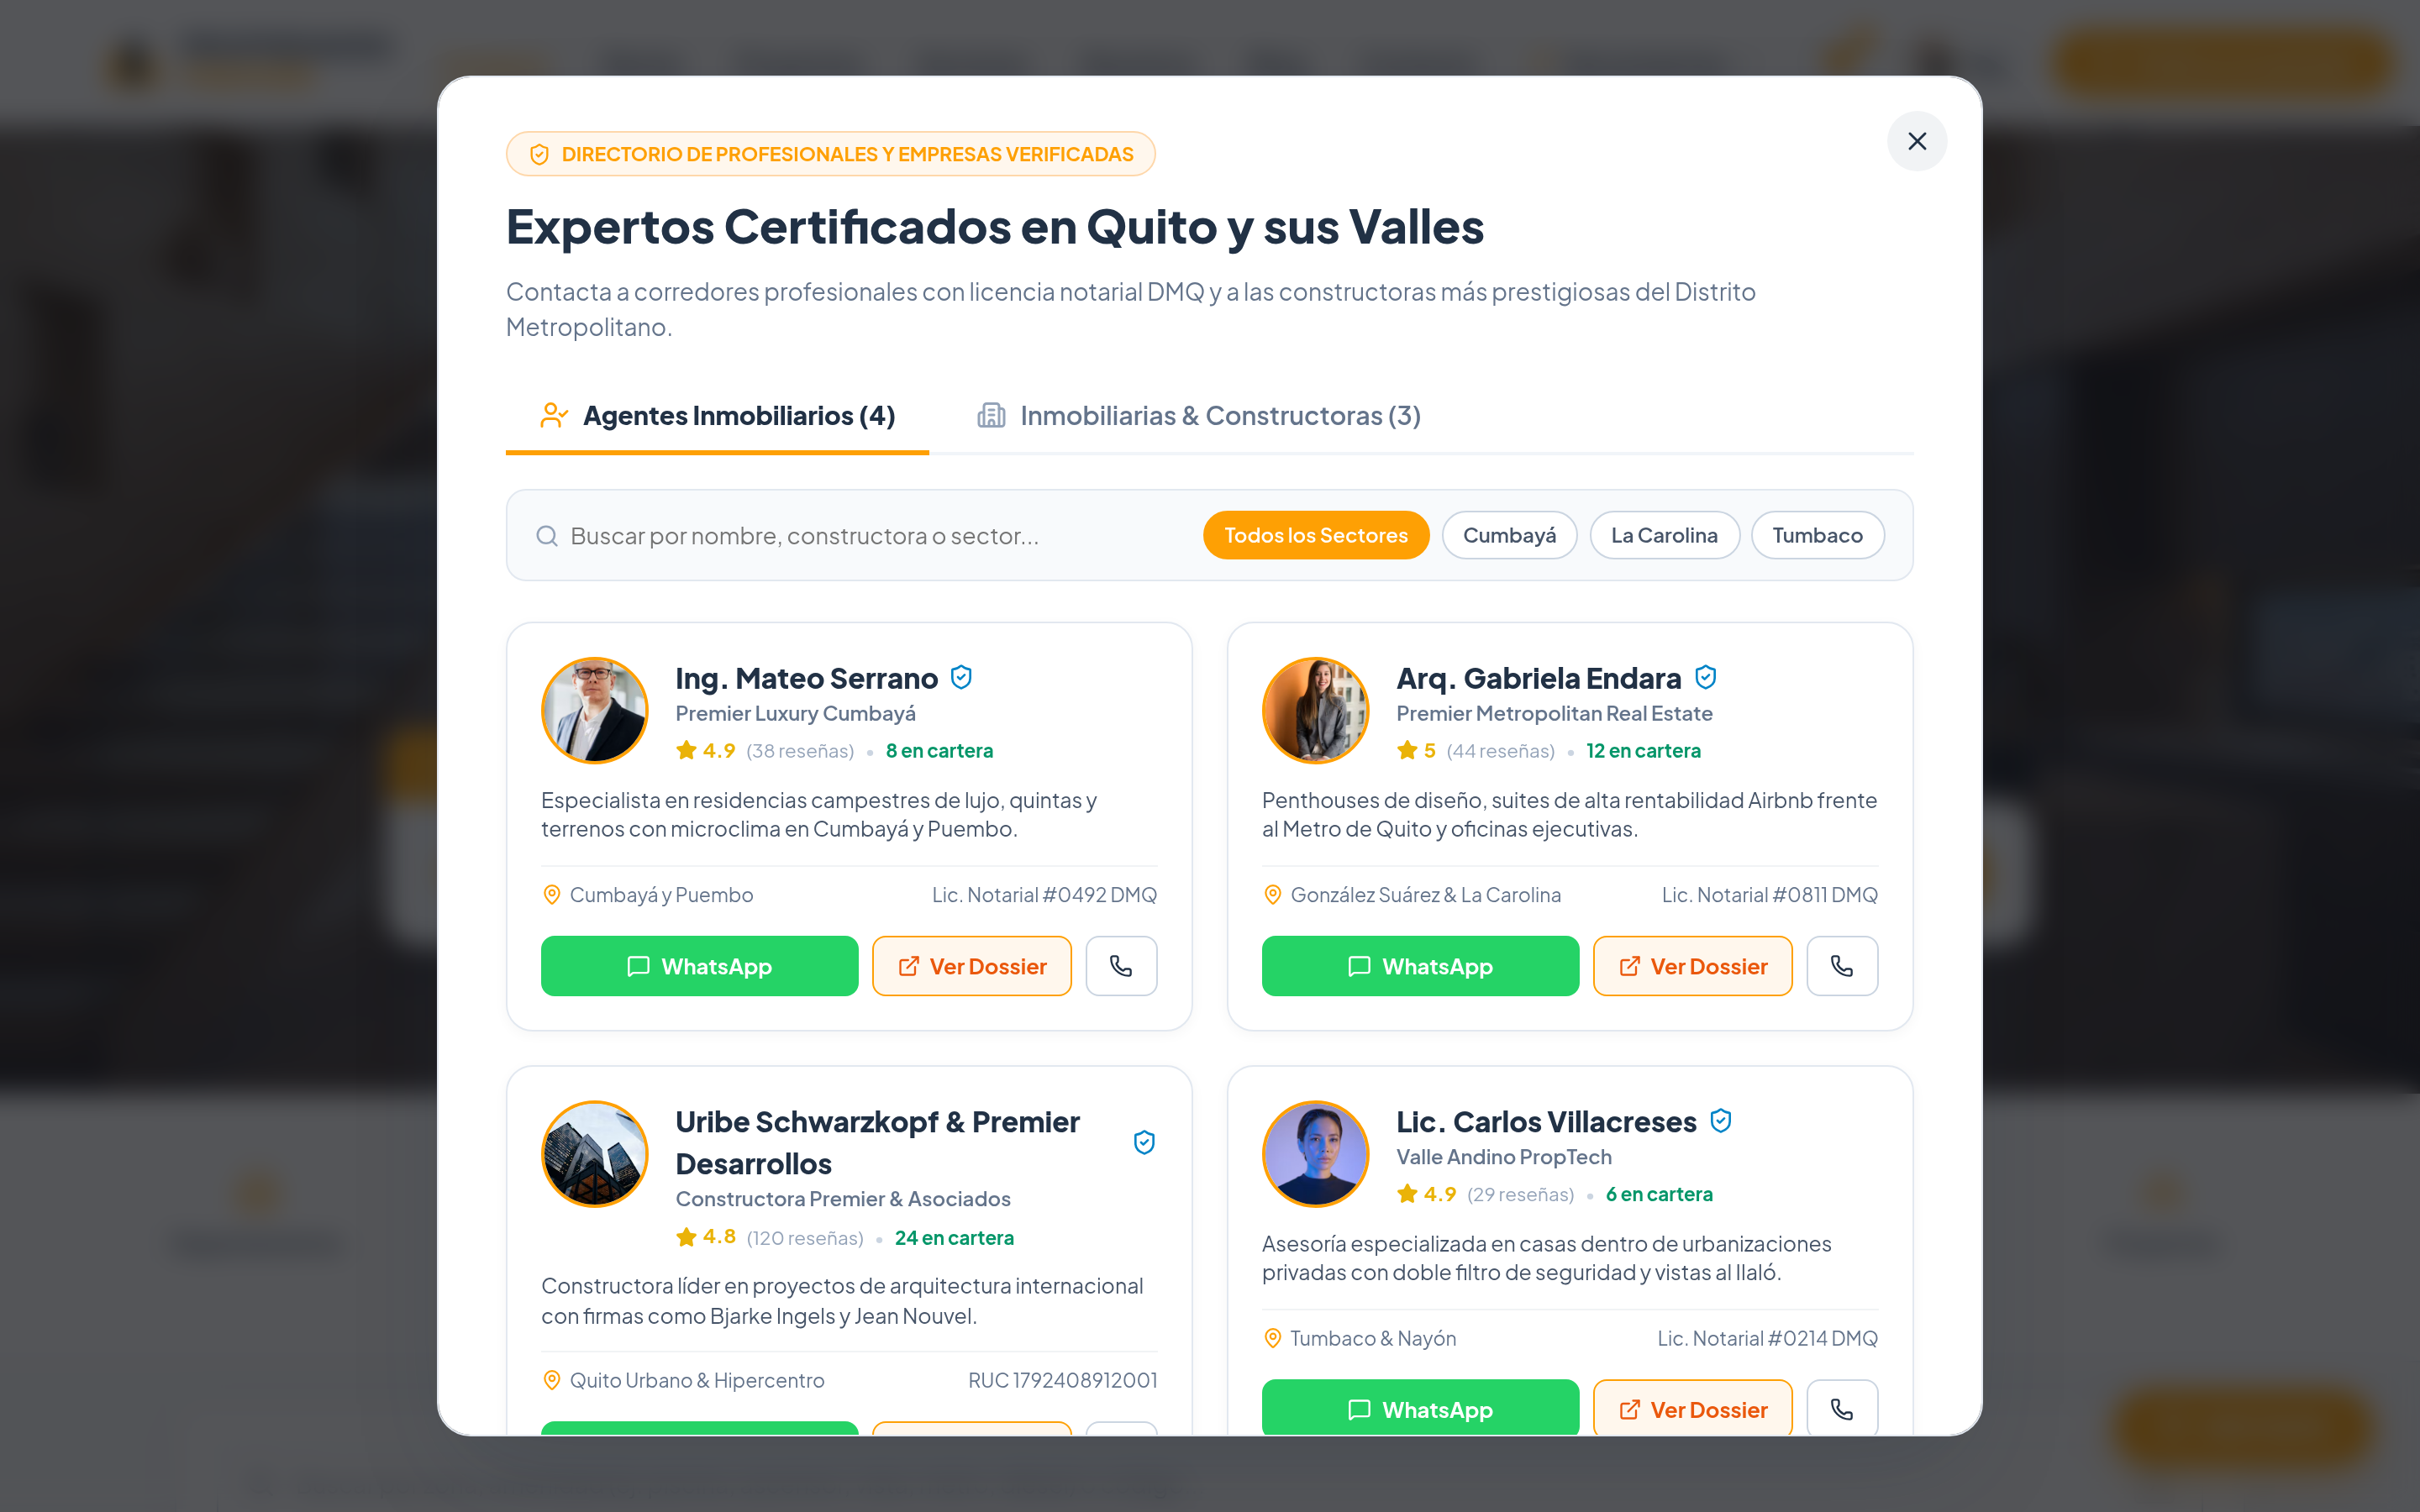 DIRECTORIO DE PROFESIONALES Y EMPRESAS VERIFICADAS
Expertos Certificados en Quito y sus Valles
Contacta a corredores profesionales con licencia notarial DMQ y a las constructoras más prestigiosas del Distrito
Metropolitano.
Agentes Inmobiliarios (4)
Inmobiliarias & Constructoras (3)
Buscar por nombre, constructora o sector...
Todos los Sectores
Cumbayá
La Carolina
Tumbaco
Ing. Mateo Serrano
Premier Luxury Cumbayá
4.9 (38 reseñas) • 8 en cartera
Especialista en residencias campestres de lujo, quintas y
terrenos con microclima en Cumbayá y Puembo.
Cumbayá y Puembo
Lic. Notarial #0492 DMQ
WhatsApp
Ver Dossier
Arq. Gabriela Endara
Premier Metropolitan Real Estate
5 (44 reseñas) • 12 en cartera
Penthouses de diseño, suites de alta rentabilidad Airbnb frente
al Metro de Quito y oficinas ejecutivas.
González Suárez & La Carolina
Lic. Notarial #0811 DMQ
WhatsApp
Ver Dossier
Uribe Schwarzkopf & Premier
Desarrollos
Constructora Premier & Asociados
4.8 (120 reseñas) • 24 en cartera
Constructora líder en proyectos de arquitectura internacional
con firmas como Bjarke Ingels y Jean Nouvel.
Quito Urbano & Hipercentro
RUC 1792408912001
Lic. Carlos Villacreses
Valle Andino PropTech
4.9 (29 reseñas) • 6 en cartera
Asesoría especializada en casas dentro de urbanizaciones
privadas con doble filtro de seguridad y vistas al Ilaló.
Tumbaco & Nayón
Lic. Notarial #0214 DMQ
WhatsApp
Ver Dossier